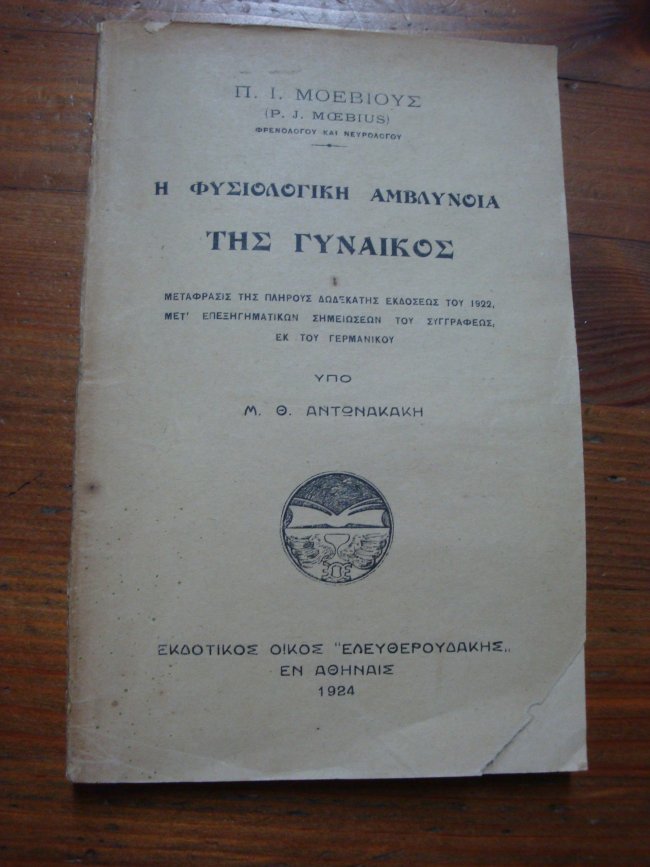 Π. Ι. ΜΟΕΒΙΟΥΣ
(P. J. MŒBIUS)
ΦΡΕΝΟΛΟΓΟΥ ΚΑΙ ΝΕΥΡΟΛΟΓΟΥ
Η ΦΥΣΙΟΛΟΓΙΚΗ ΑΜΒΛΥΝΟΙΑ
ΤΗΣ ΓΥΝΑΙΚΟΣ
ΜΕΤΑΦΡΑΣΙΣ ΤΗΣ ΠΛΗΡΟΥΣ ΔΩΔΕΚΑΤΗΣ ΕΚΔΟΣΕΩΣ ΤΟΥ 1922,
ΜΕΤ' ΕΠΕΞΗΓΗΜΑΤΙΚΩΝ ΣΗΜΕΙΩΣΕΩΝ ΤΟΥ ΣΥΓΓΡΑΦΕΩΣ,
ΕΚ ΤΟΥ ΓΕΡΜΑΝΙΚΟΥ
ΥΠΟ
Μ. Θ. ΑΝΤΩΝΑΚΑΚΗ
ΕΚΔΟΤΙΚΟΣ ΟΙΚΟΣ "ΕΛΕΥΘΕΡΟΥΔΑΚΗΣ„
ΕΝ ΑΘΗΝΑΙΣ
1924